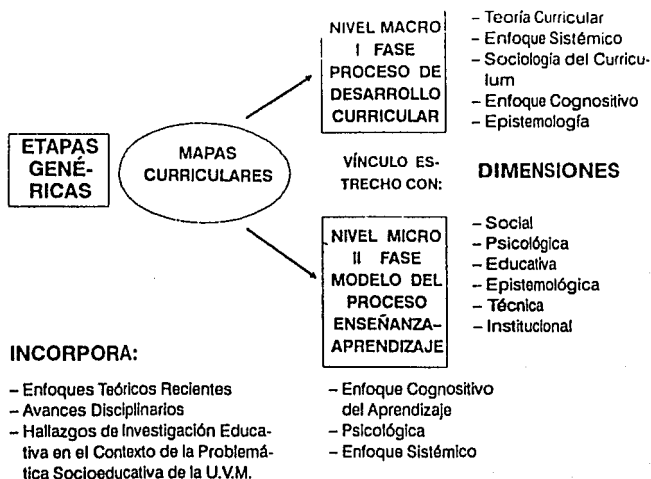 ETAPAS
GENÉ-
RICAS
MAPAS
CURRICULARES
NIVEL MACRO
I FASE
PROCESO DE
DESARROLLO
CURRICULAR
– Teoría Curricular
– Enfoque Sistémico
– Sociología del Curricu-
lum
– Enfoque Cognositivo
– Epistemología
VÍNCULO ES-
TRECHO CON:
DIMENSIONES
NIVEL MICRO
II FASE
MODELO DEL
PROCESO
ENSEÑANZA–
APRENDIZAJE
– Social
– Psicológica
– Educativa
– Epistemológica
– Técnica
– Institucional
INCORPORA:
– Enfoques Teóricos Recientes
– Avances Disciplinarios
– Hallazgos de Investigación Educa-
tiva en el Contexto de la Problemá-
tica Socioeducativa de la U.V.M.
– Enfoque Cognositivo
del Aprendizaje
– Psicológica
– Enfoque Sistémico